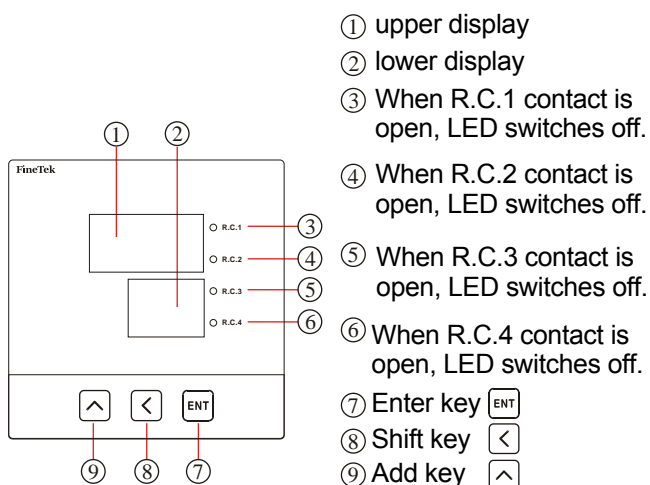 ① upper display
② lower display
③ When R.C.1 contact is
open, LED switches off.
④ When R.C.2 contact is
open, LED switches off.
⑤ When R.C.3 contact is
open, LED switches off.
⑥ When R.C.4 contact is
open, LED switches off.
⑦ Enter key ENT
⑧ Shift key
⑨ Add key
① ②
FineTek
R.C.1 ③
R.C.2 ④
R.C.3 ⑤
R.C.4 ⑥
ENT
⑨ ⑧ ⑦